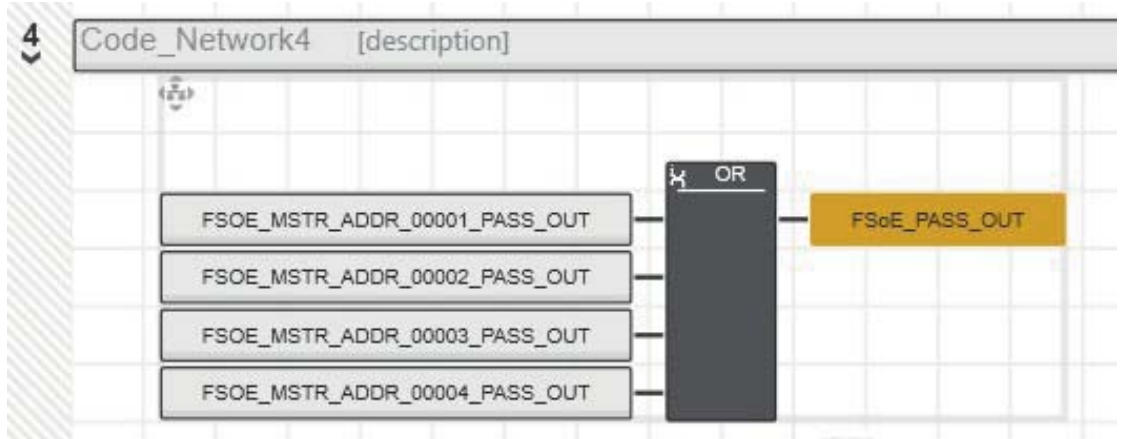 4
Code_Network4 [description]
OR
FSOE_MSTR_ADDR_00001_PASS_OUT
FSoE_PASS_OUT
FSOE_MSTR_ADDR_00002_PASS_OUT
FSOE_MSTR_ADDR_00003_PASS_OUT
FSOE_MSTR_ADDR_00004_PASS_OUT